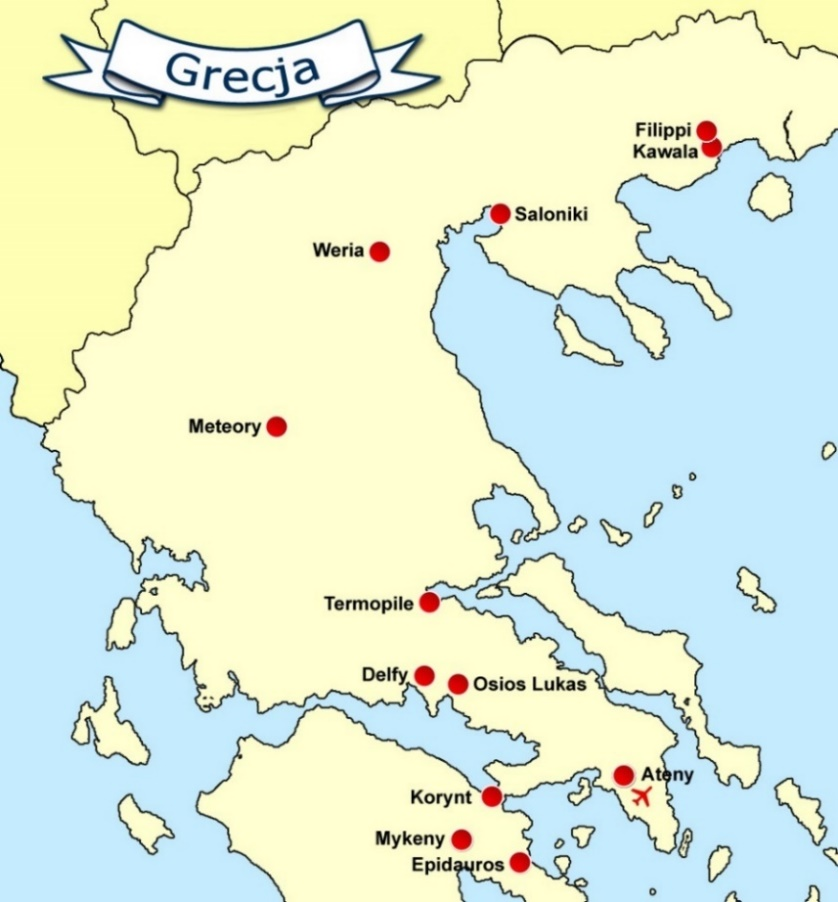 Grecja
Filippi
Kawala
Saloniki
Weria
Meteory
Termopile
Delfy
Osios Lukas
Ateny
Korynt
Mykeny
Epidauros